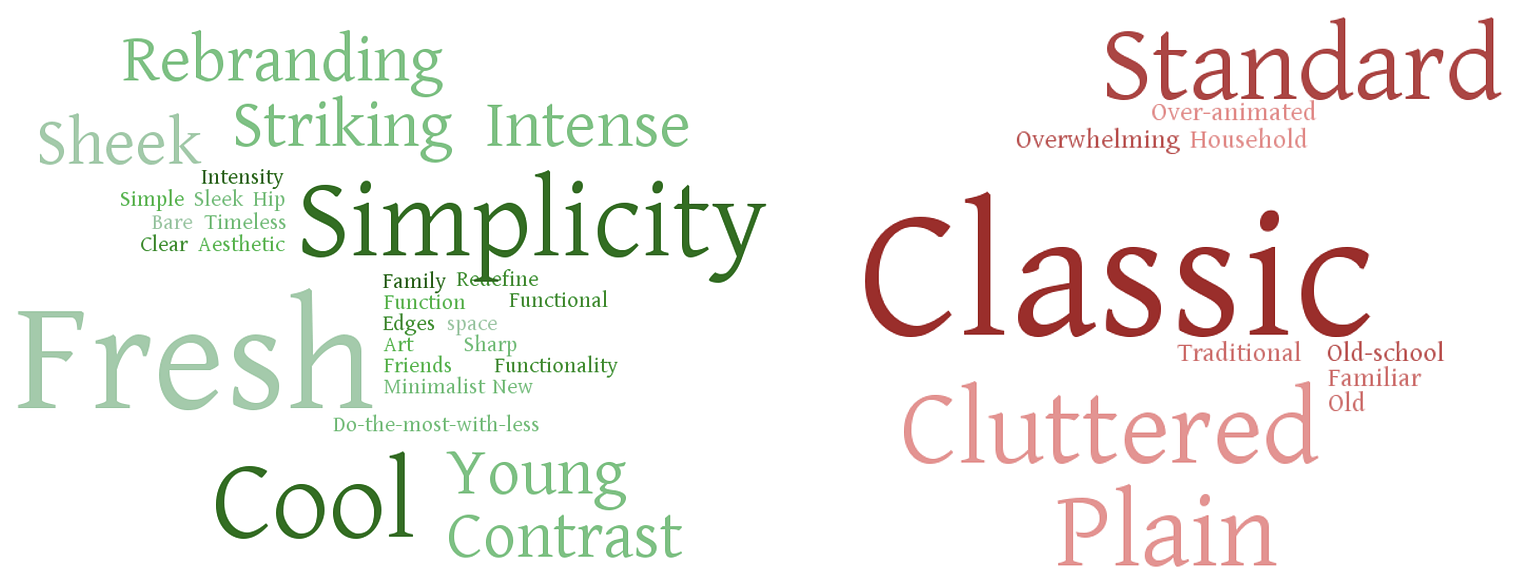 Rebranding
Sheek Striking Intense
Intensity
Simple Sleek Hip
Bare Timeless
Clear Aesthetic
Simplicity
Family Redefine
Function Functional
Edges space
Art Sharp
Friends Functionality
Minimalist New
Fresh
Do-the-most-with-less
Cool
Young
Contrast
Standard
Over-animated
Overwhelming Household
Classic
Traditional Old-school
Familiar
Old
Cluttered
Plain